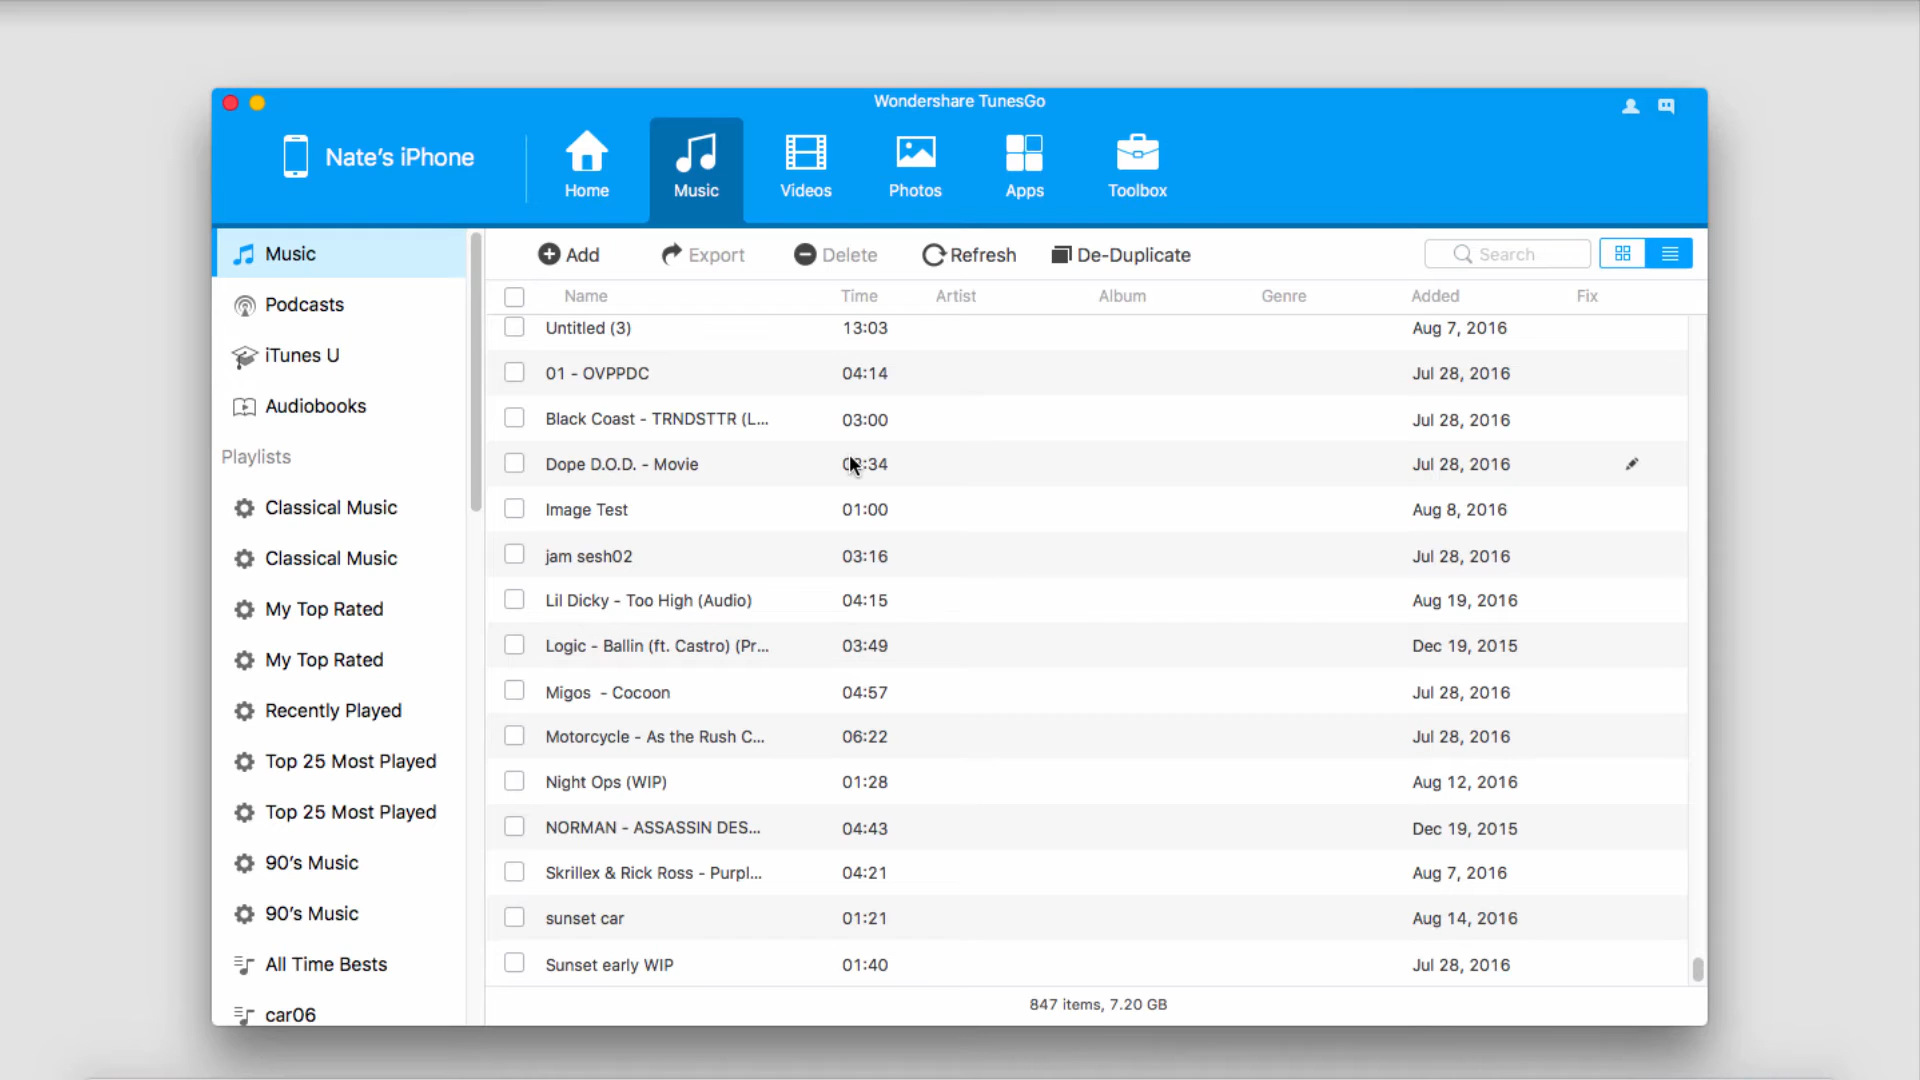 Wondershare TunesGo
Nate's iPhone
Home
Music
Videos
Photos
Apps
Toolbox
Music
Podcasts
iTunes U
Audiobooks
Playlists
Classical Music
Classical Music
My Top Rated
My Top Rated
Recently Played
Top 25 Most Played
Top 25 Most Played
90's Music
90's Music
All Time Bests
car06
Add Export Delete Refresh De-Duplicate Search
Name Time Artist Album Genre Added Fix
Untitled (3) 13:03 Aug 7, 2016
01 - OVPPDC 04:14 Jul 28, 2016
Black Coast - TRNDSTTR (L... 03:00 Jul 28, 2016
Dope D.O.D. - Movie :34 Jul 28, 2016
Image Test 01:00 Aug 8, 2016
jam sesh02 03:16 Jul 28, 2016
Lil Dicky - Too High (Audio) 04:15 Aug 19, 2016
Logic - Ballin (ft. Castro) (Pr... 03:49 Dec 19, 2015
Migos  - Cocoon 04:57 Jul 28, 2016
Motorcycle - As the Rush C... 06:22 Jul 28, 2016
Night Ops (WIP) 01:28 Aug 12, 2016
NORMAN - ASSASSIN DES... 04:43 Dec 19, 2015
Skrillex & Rick Ross - Purpl... 04:21 Aug 7, 2016
sunset car 01:21 Aug 14, 2016
Sunset early WIP 01:40 Jul 28, 2016
847 items, 7.20 GB